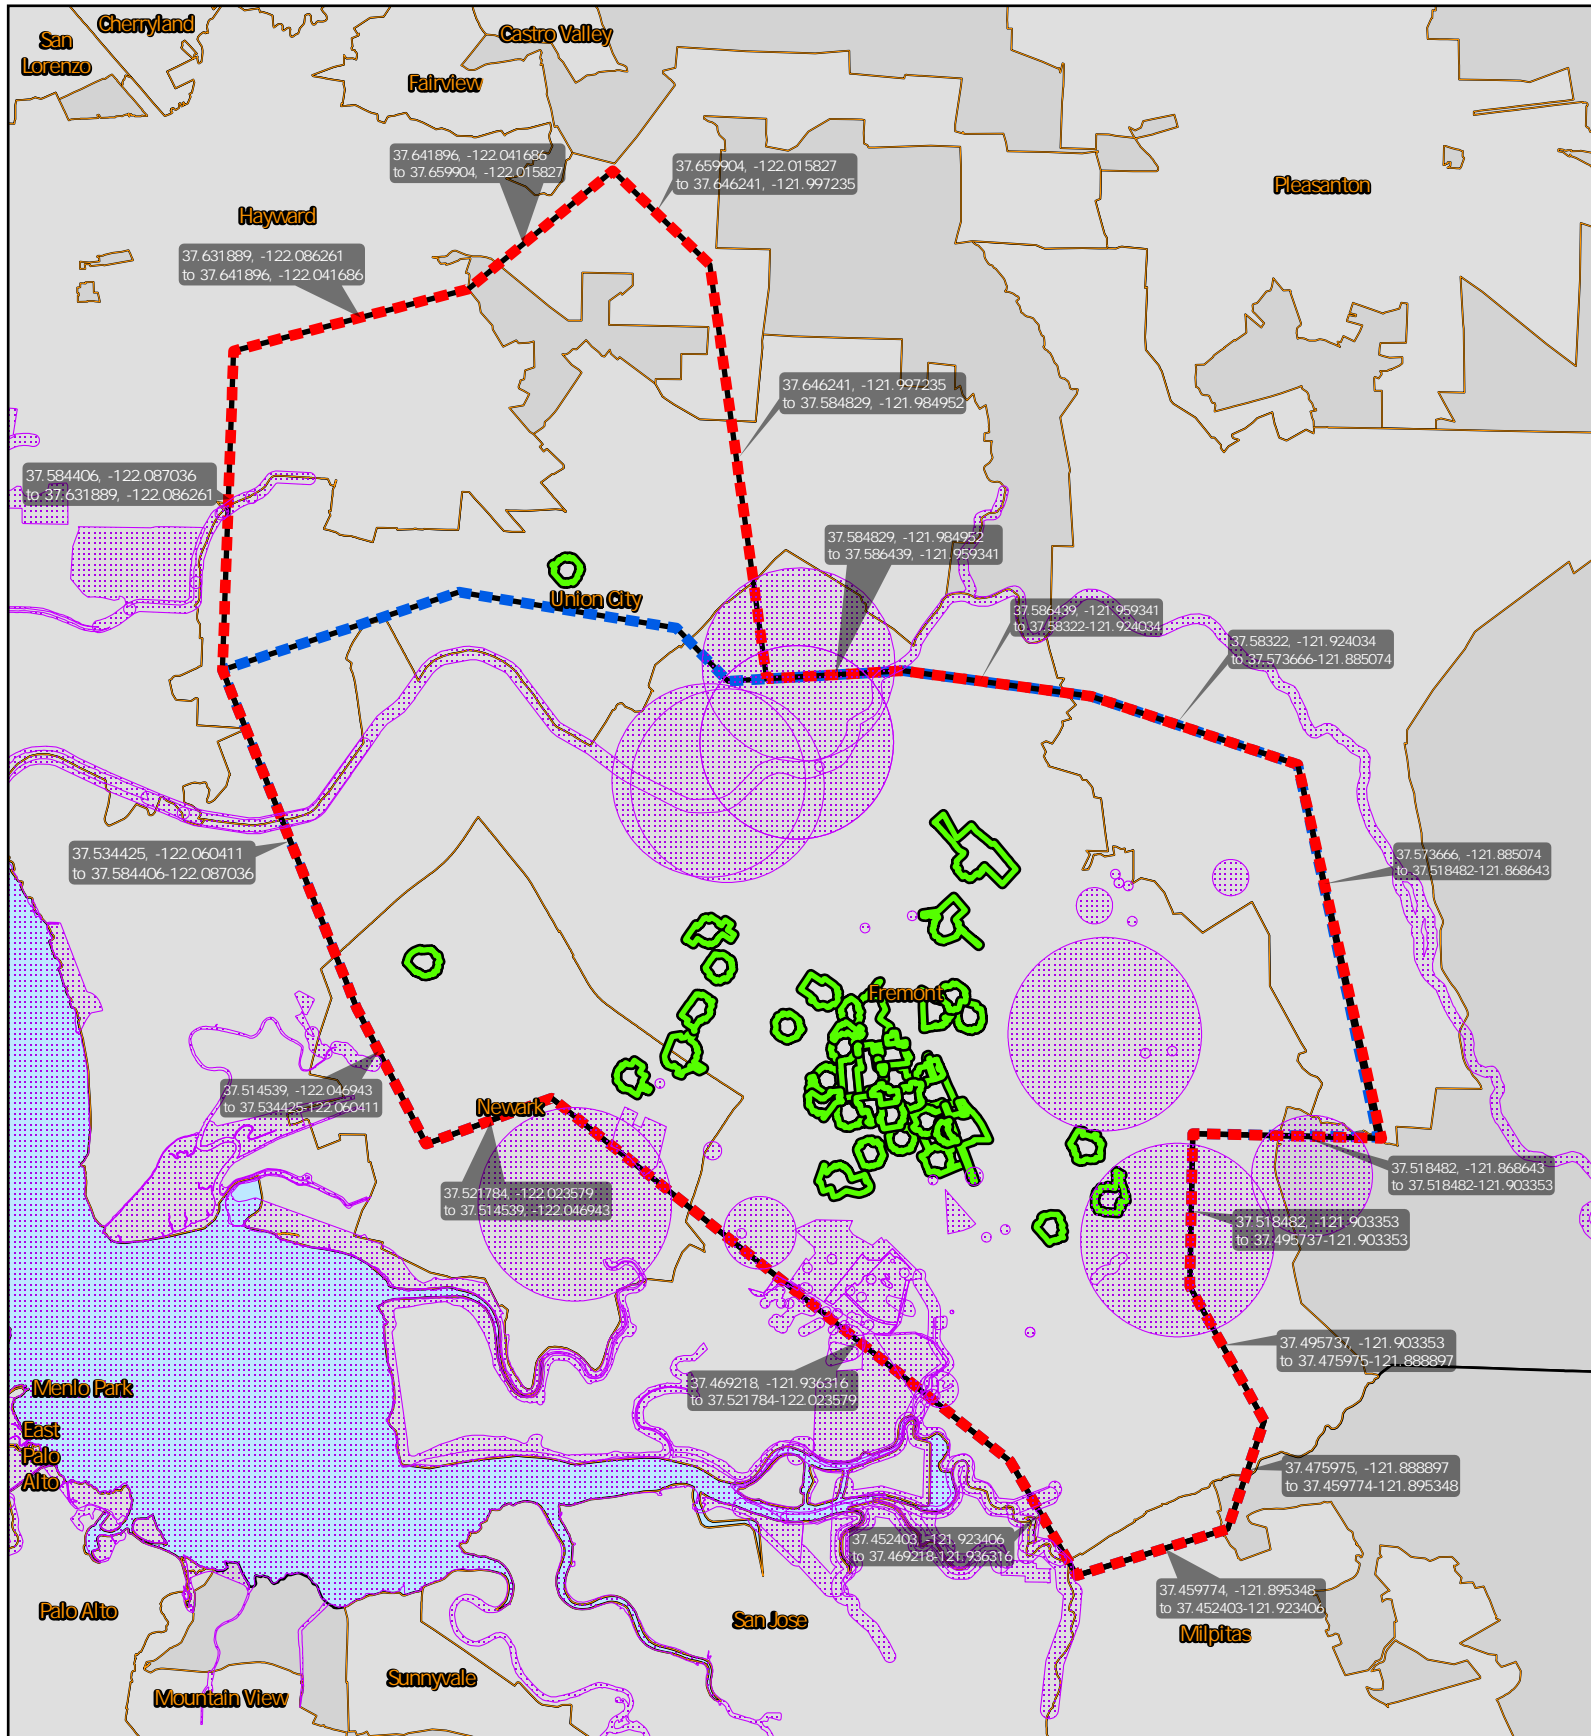 Cherryland
Castro Valley
San
Lorenzo
Fairview
37.641896, -122.041686
to 37.659904, -122.015827
37.659904, -122.015827
to 37.646241, -121.997235
Pleasanton
Hayward
37.631889, -122.086261
to 37.641896, -122.041686
37.646241, -121.997235
to 37.584829, -121.984952
37.584406, -122.087036
to 37.631889, -122.086261
37.584829, -121.984952
to 37.586439, -121.959341
Union City
37.586439, -121.959341
to 37.58322-121.924034
37.58322, -121.924034
to 37.573666-121.885074
37.534425, -122.060411
to 37.584406-122.087036
37.573666, -121.885074
to 37.518482-121.868643
Fremont
37.514539, -122.046943
to 37.534425-122.060411
Newark
37.521784, -122.023579
to 37.514539, -122.046943
37.518482, -121.868643
to 37.518482-121.903353
37.518482, -121.903353
to 37.495737-121.903353
37.495737, -121.903353
to 37.475975-121.888897
37.469218, -121.936316
to 37.521784-122.023579
Menlo Park
East
Palo
Alto
37.475975, -121.888897
to 37.459774-121.895348
37.452403, -121.923406
to 37.469218-121.936316
37.459774, -121.895348
to 37.452403-121.923406
Palo Alto
San Jose
Milpitas
Sunnyvale
Mountain View